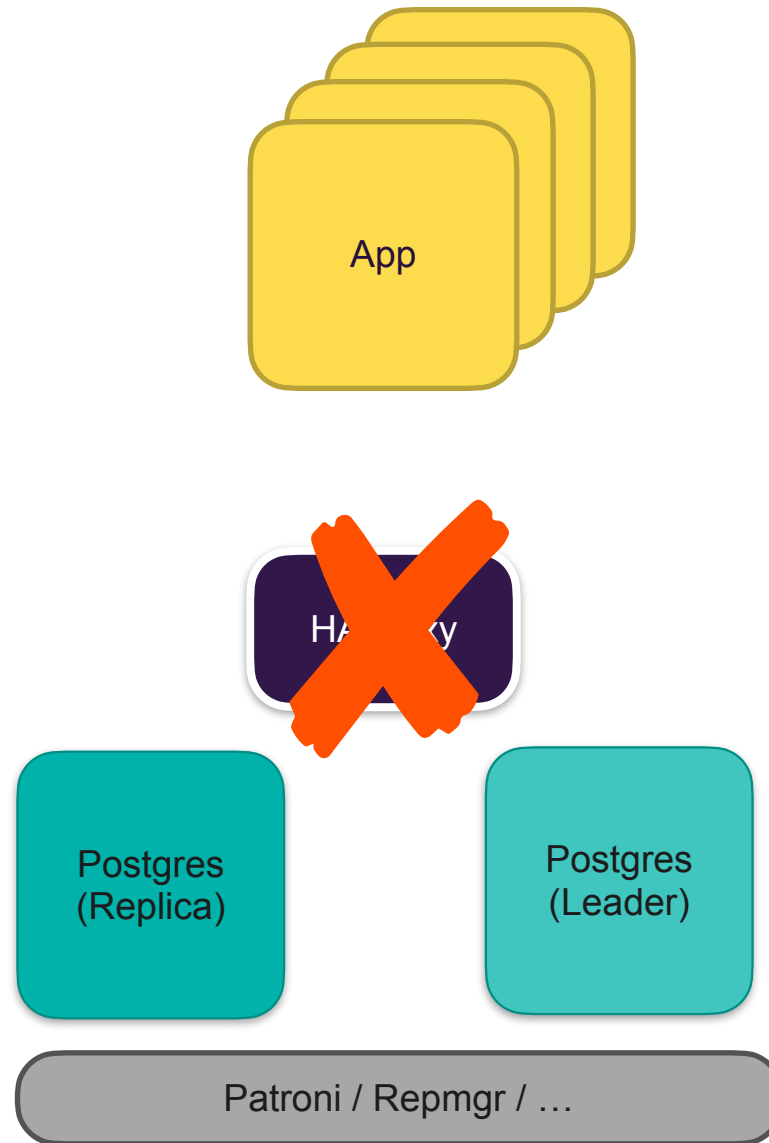 App
Postgres
(Replica)
Postgres
(Leader)
Patroni / Repmgr / …